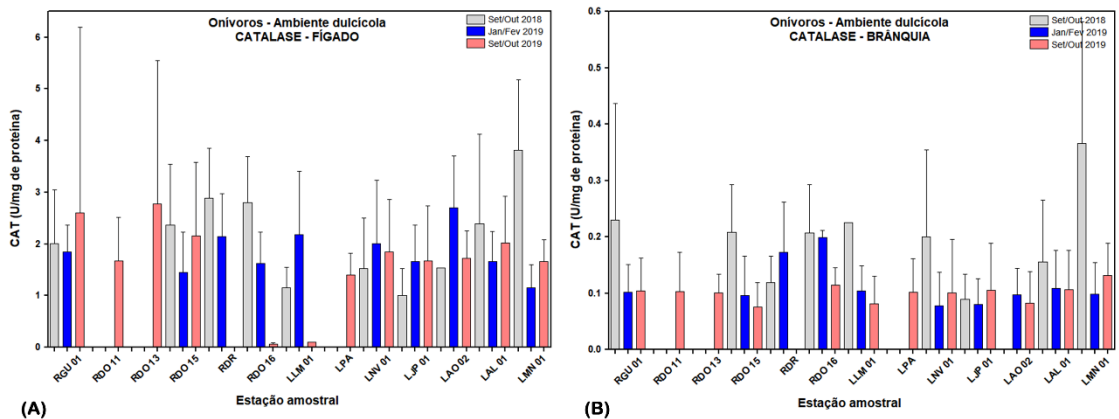 Onívoros - Ambiente dulcícola
CATALASE - FÍGADO
Set/Out 2018
Jan/Fev 2019
Set/Out 2019
CAT (U/mg de proteína)
6
5
4
3
2
1
0
RGU 01
RDO 11
RDO 13
RDO 15
RDR
RDO 16
LLM 01
LPA
LNV 01
LJP 01
LAO 02
LAL 01
LMN 01
Estação amostral
(A)
Onívoros - Ambiente dulcícola
CATALASE - BRÂNQUIA
Set/Out 2018
Jan/Fev 2019
Set/Out 2019
CAT (U/mg de proteína)
0.6
0.5
0.4
0.3
0.2
0.1
0.0
RGU 01
RDO 11
RDO 13
RDO 15
RDR
RDO 16
LLM 01
LPA
LNV 01
LJP 01
LAO 02
LAL 01
LMN 01
Estação amostral
(B)